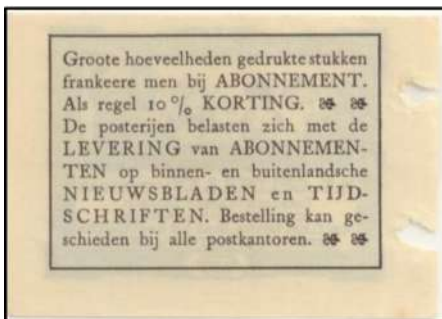 Groote hoeveelheden gedrukte stukken
frankeere men bij ABONNEMENT.
Als regel 10 % KORTING.
De posterijen belasten zich met de
LEVERING van ABONNEMEN-
TEN op binnen- en buitenlandsche
NIEUWSBLADEN en TIJD-
SCHRIFTEN. Bestelling kan ge-
schieden bij alle postkantoren.